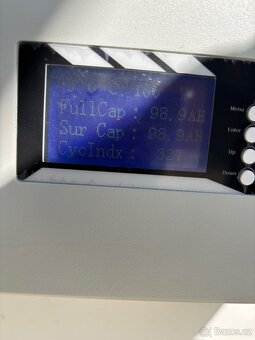 FullCap : 98.9AH
Sur Cap : 98.9AH
CycIndx : 327
Menu
Enter
Up
Down
bazos.cz